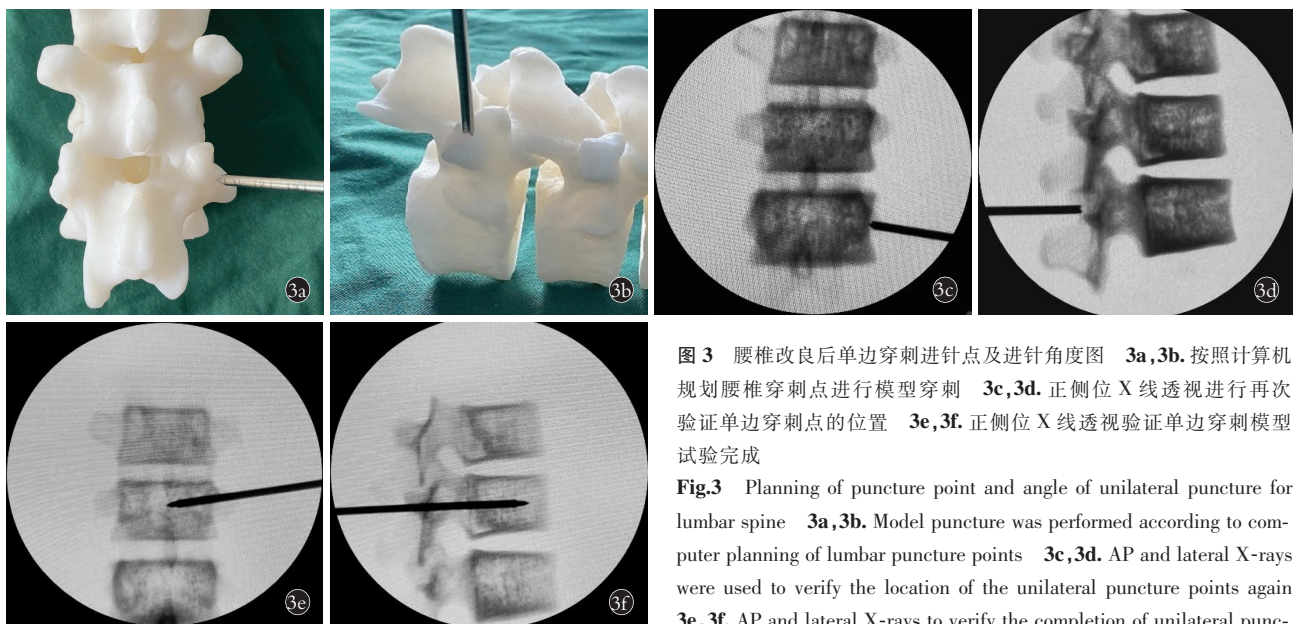 3a
3b
3c
3d
3e
3f
图 3 腰椎改良后单边穿刺进针点及进针角度图 3a,3b. 按照计算机
规划腰椎穿刺点进行模型穿刺 3c,3d. 正侧位 X 线透视进行再次
验证单边穿刺点的位置 3e,3f. 正侧位 X 线透视验证单边穿刺模型
试验完成
Fig.3 Planning of puncture point and angle of unilateral puncture for
lumbar spine 3a,3b. Model puncture was performed according to com-
puter planning of lumbar puncture points 3c,3d. AP and lateral X-rays
were used to verify the location of the unilateral puncture points again
3e,3f. AP and lateral X-rays to verify the completion of unilateral punc-